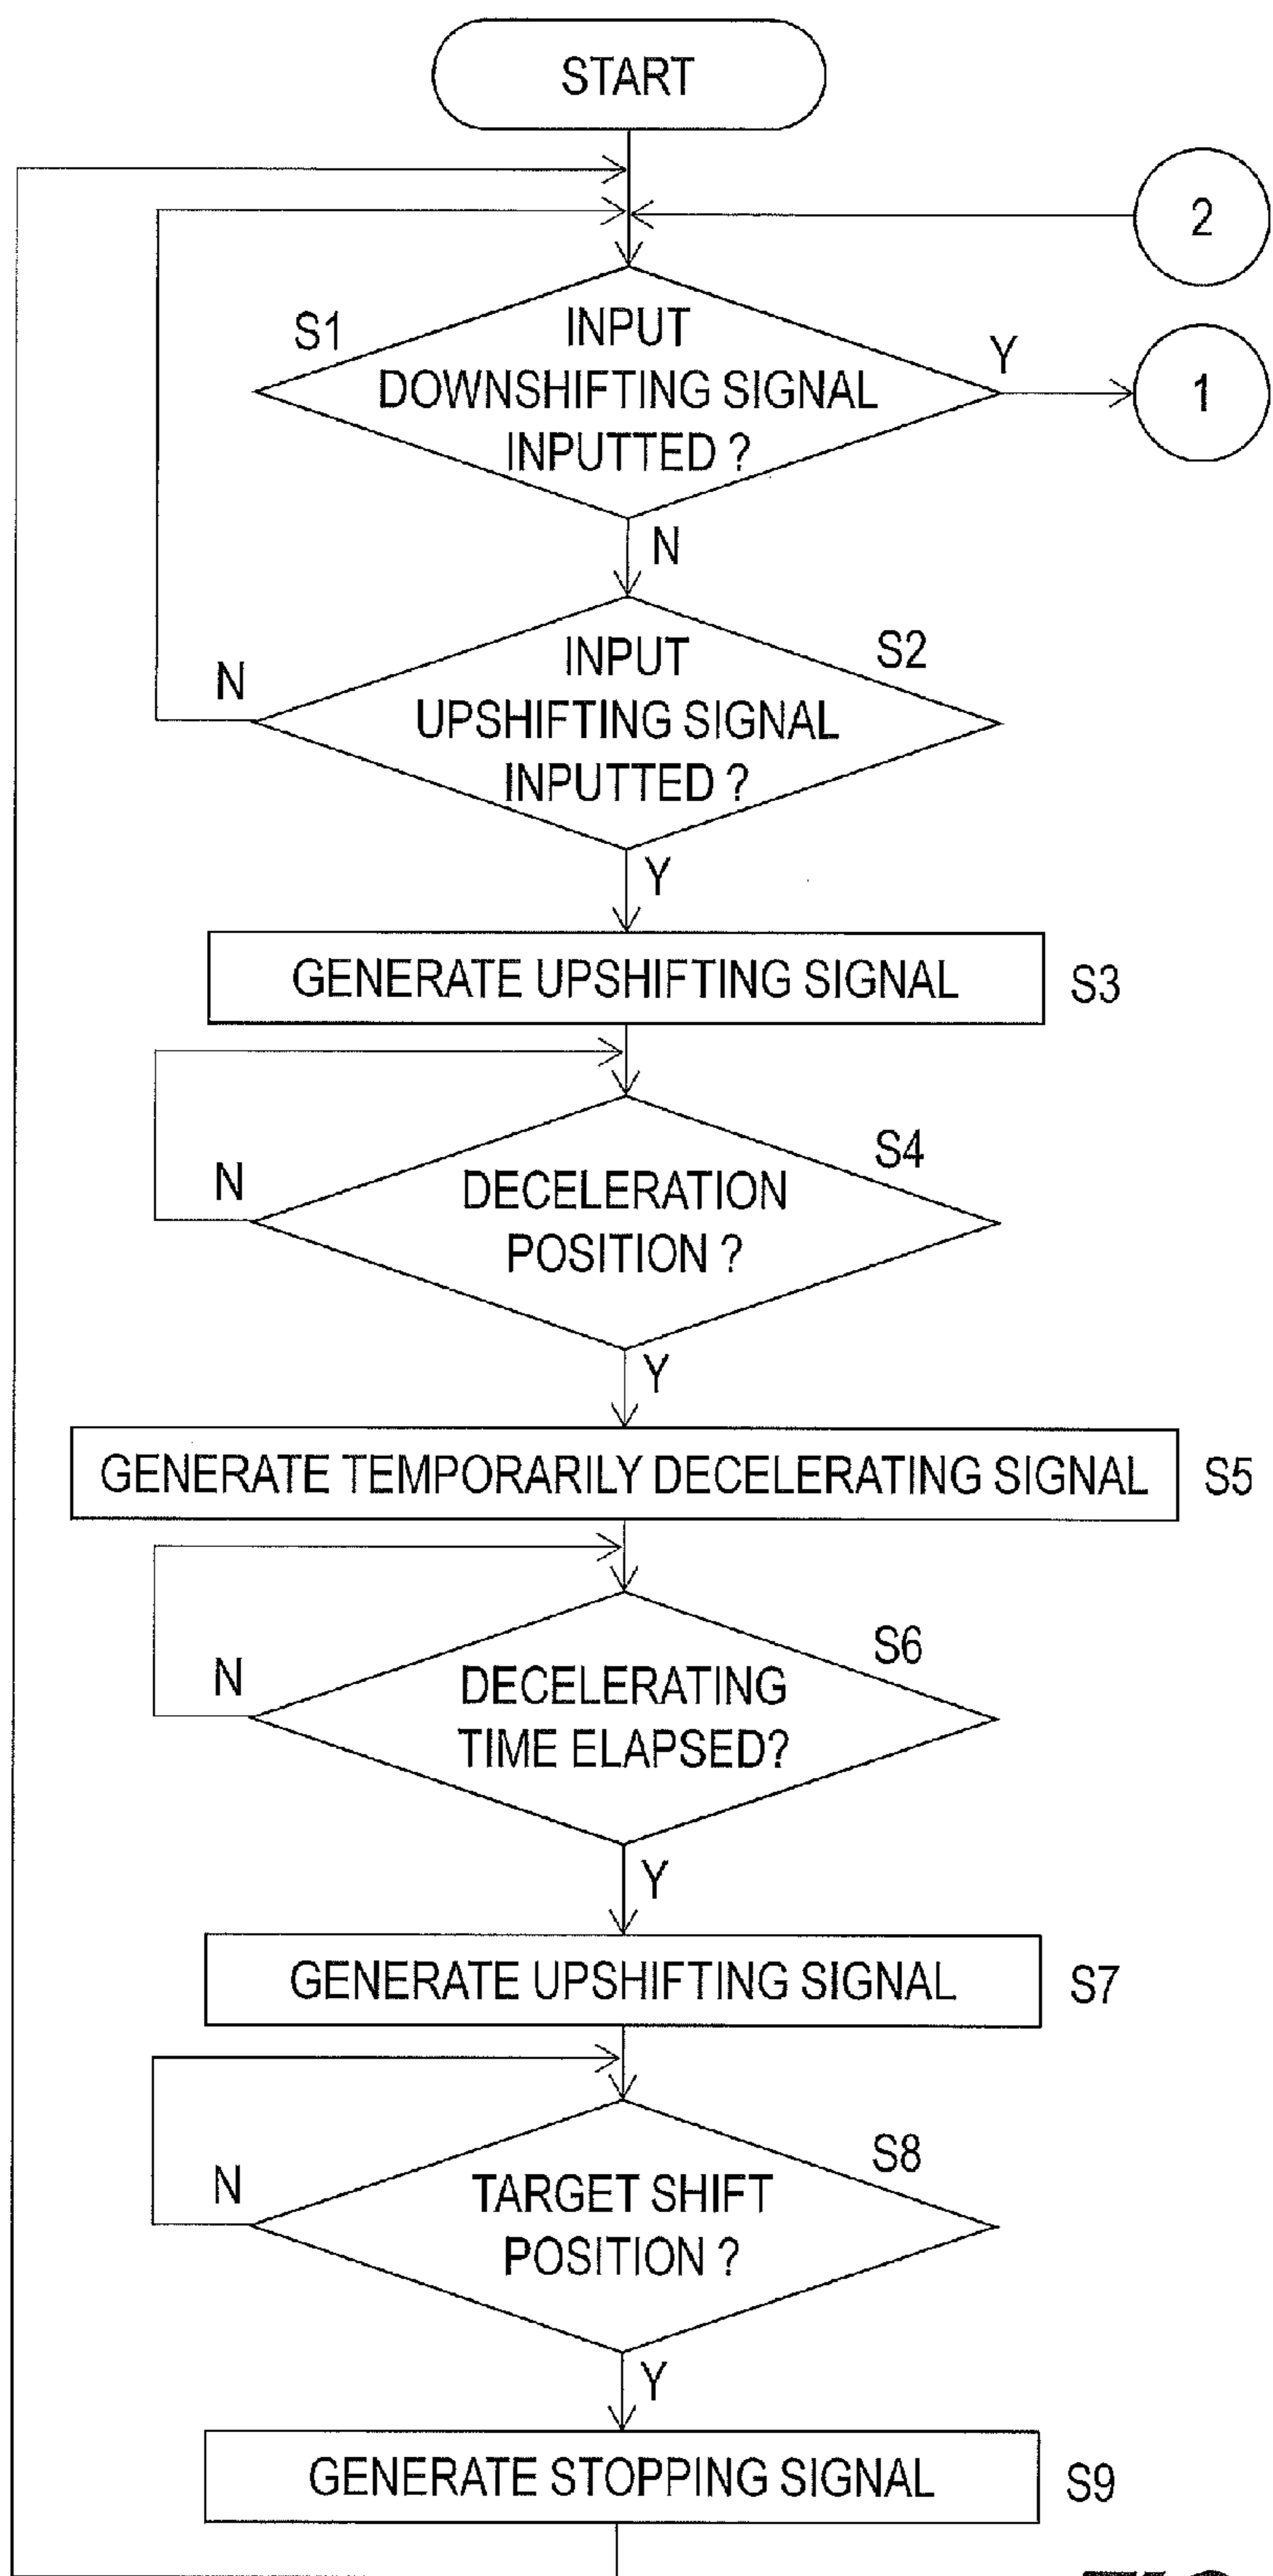 START
2
S1
INPUT
DOWNSHIFTING SIGNAL
INPUTTED ?
Y
1
N
INPUT
UPSHIFTING SIGNAL
INPUTTED ?
S2
N
Y
GENERATE UPSHIFTING SIGNAL
S3
DECELERATION
POSITION ?
S4
N
Y
GENERATE TEMPORARILY DECELERATING SIGNAL
S5
DECELERATING
TIME ELAPSED?
S6
N
Y
GENERATE UPSHIFTING SIGNAL
S7
TARGET SHIFT
POSITION ?
S8
N
Y
GENERATE STOPPING SIGNAL
S9